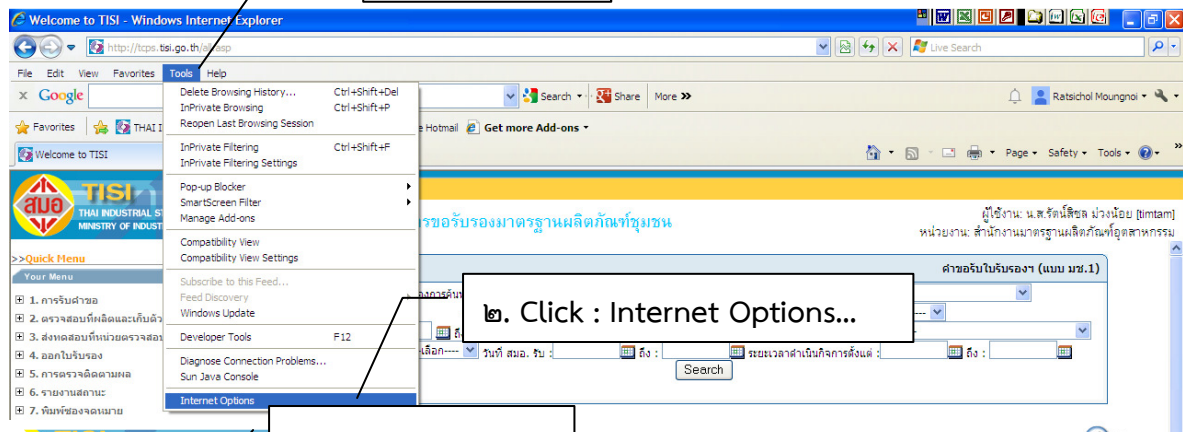 Welcome to TISI - Windows Internet Explorer
http://tcps.tisi.go.th/
Live Search
File Edit View Favorites Tools Help
x Google
Search
Share
More »
Ratsichol Moungnoi
Favorites
THAI I
e Hotmail
Get more Add-ons
Welcome to TISI
Page Safety Tools
Delete Browsing History... Ctrl+Shift+Del
InPrivate Browsing Ctrl+Shift+P
Reopen Last Browsing Session
InPrivate Filtering Ctrl+Shift+F
InPrivate Filtering Settings
Pop-up Blocker
SmartScreen Filter
Manage Add-ons
Compatibility View
Compatibility View Settings
Subscribe to this Feed...
Feed Discovery
Windows Update
Developer Tools F12
Diagnose Connection Problems...
Sun Java Console
Internet Options
สมอ
TISI
THAI INDUSTRIAL S
MINISTRY OF INDUST
รขอรับรองมาตรฐานผลิตภัณฑ์ชุมชน
ผู้ใช้งาน: น.ส.รัตน์สิชล ม่วงน้อย [timtam]
หน่วยงาน: สำนักงานมาตรฐานผลิตภัณฑ์อุตสาหกรรม
>>Quick Menu
Your Menu
1. การรับคำขอ
2. ตรวจสอบที่ผลิตและเก็บตัว
3. ส่งทดสอบที่หน่วยตรวจสอบ
4. ออกใบรับรอง
5. การตรวจติดตามผล
6. รายงานสถานะ
7. พิมพ์ซองจดหมาย
คำขอรับใบรับรองฯ (แบบ มช.1)
๒. Click : Internet Options...
เลือก---- วันที่ สมอ. รับ : ถึง : ระยะเวลาดำเนินกิจการตั้งแต่ : ถึง :
Search